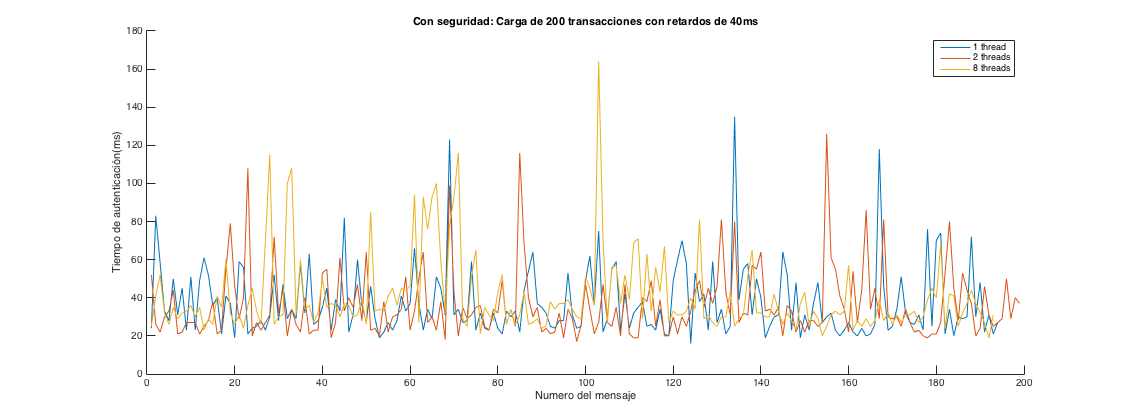 Con seguridad: Carga de 200 transacciones con retardos de 40ms
180
160
140
120
100
80
60
40
20
0
Tiempo de autenticación(ms)
1 thread
2 threads
8 threads
0 20 40 60 80 100 120 140 160 180 200
Numero del mensaje